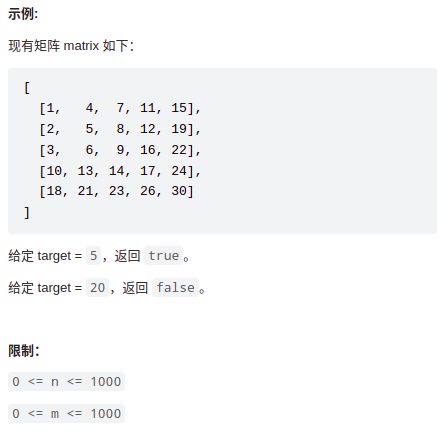 示例:
现有矩阵 matrix 如下：
[
  [1,   4,  7, 11, 15],
  [2,   5,  8, 12, 19],
  [3,   6,  9, 16, 22],
  [10, 13, 14, 17, 24],
  [18, 21, 23, 26, 30]
]
给定 target = 5，返回 true 。
给定 target = 20，返回 false 。
限制：
0 <= n <= 1000
0 <= m <= 1000